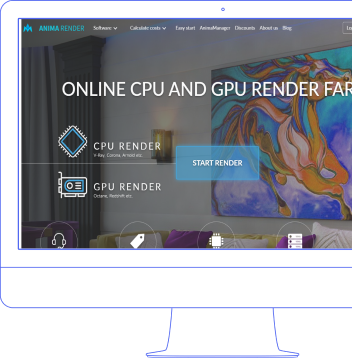 ANIMA RENDER Software Calculate costs Easy start AnimaManager Discounts About us Blog Lo
ONLINE CPU AND GPU RENDER FAR
CPU RENDER
V-Ray, Corona, Arnold etc.
START RENDER
GPU RENDER
Octane, Redshift etc.